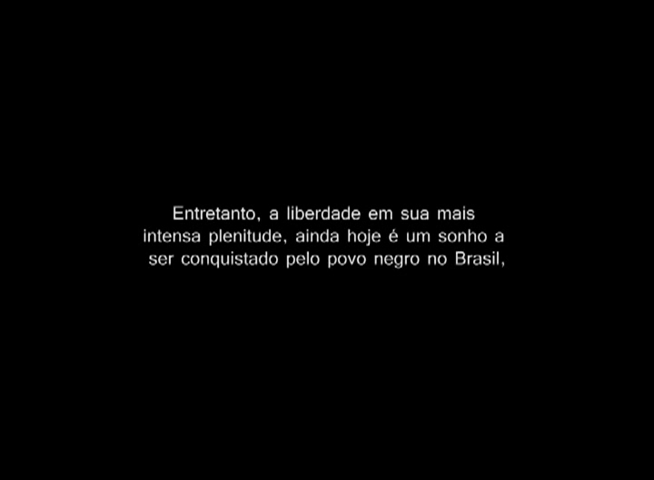 Entretanto, a liberdade em sua mais
intensa plenitude, ainda hoje é um sonho a
ser conquistado pelo povo negro no Brasil,